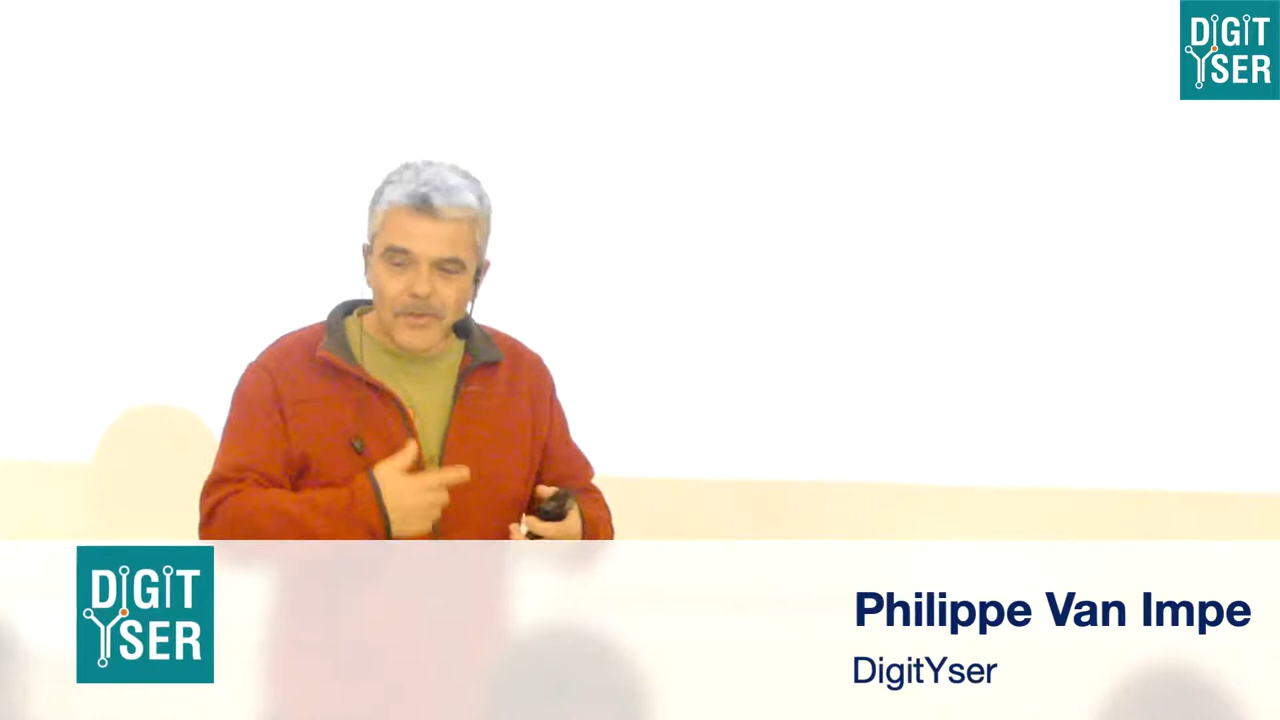 DIGIT
YSER
DIGIT
YSER
Philippe Van Impe
DigitYser